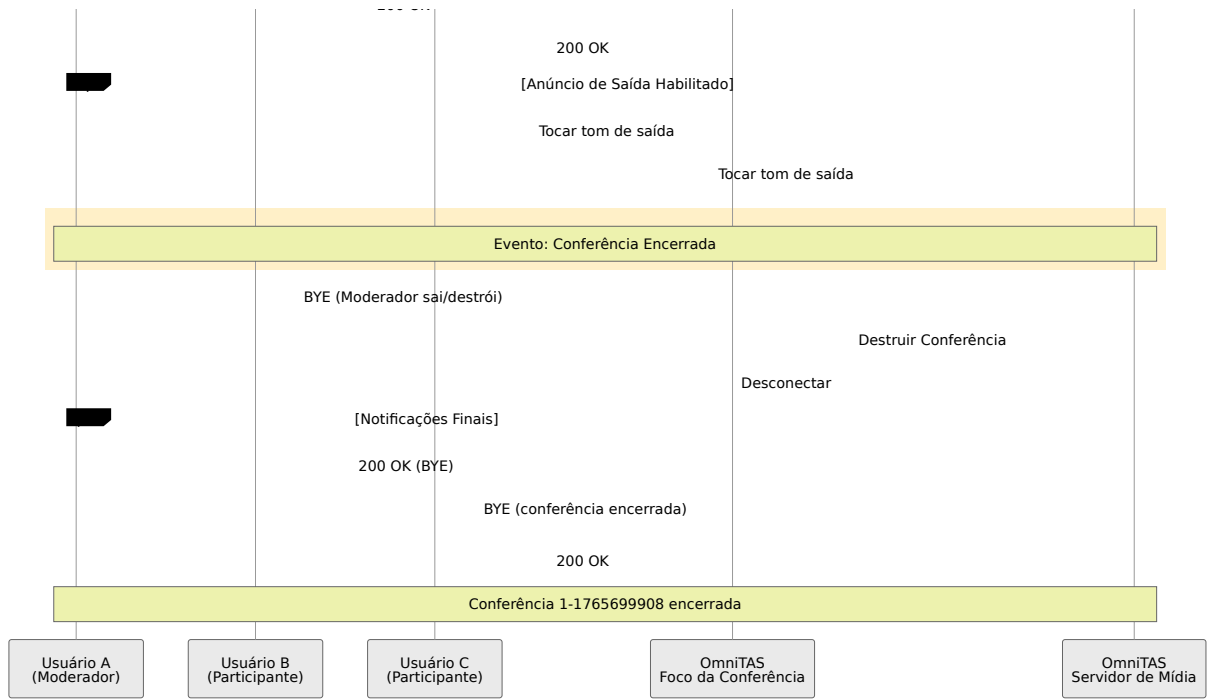 200 OK
[Anúncio de Saída Habilitado]
Tocar tom de saída
Tocar tom de saída
Evento: Conferência Encerrada
BYE (Moderador sai/destrói)
Destruir Conferência
Desconectar
[Notificações Finais]
200 OK (BYE)
BYE (conferência encerrada)
200 OK
Conferência 1-1765699908 encerrada
Usuário A
(Moderador)
Usuário B
(Participante)
Usuário C
(Participante)
OmniTAS
Foco da Conferência
OmniTAS
Servidor de Mídia